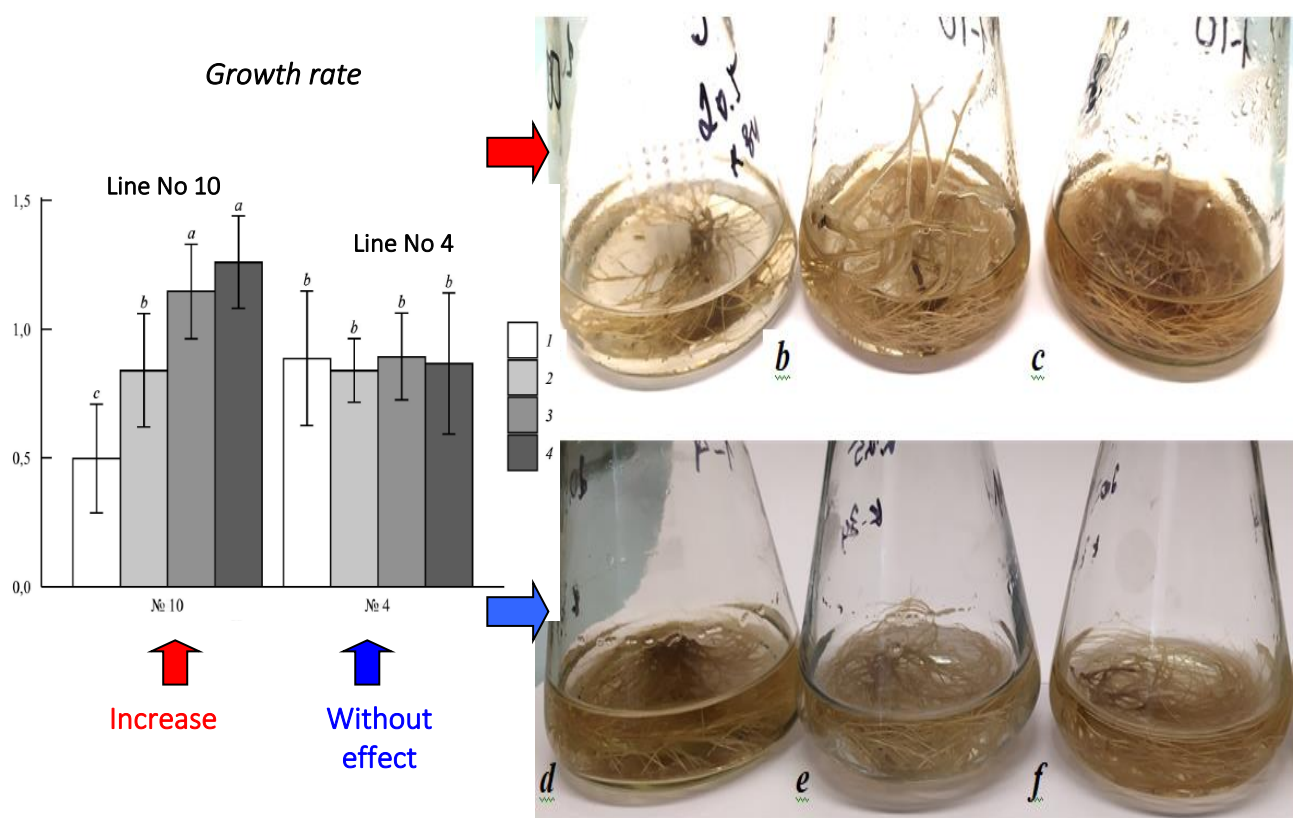 Growth rate
Line No 10
Line No 4
1,5
1,0
0,5
0,0
c
b
a
a
b
b
b
b
1
2
3
4
№ 10
№ 4
Increase
Without
effect
b
c
d
e
f